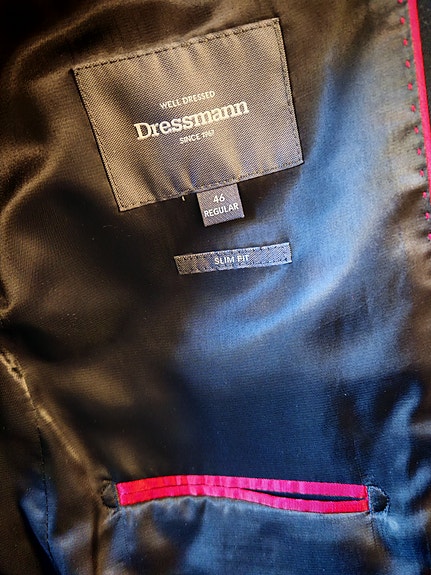 WELL DRESSED
Dressmann
SINCE 1967
46
REGULAR
SLIM FIT